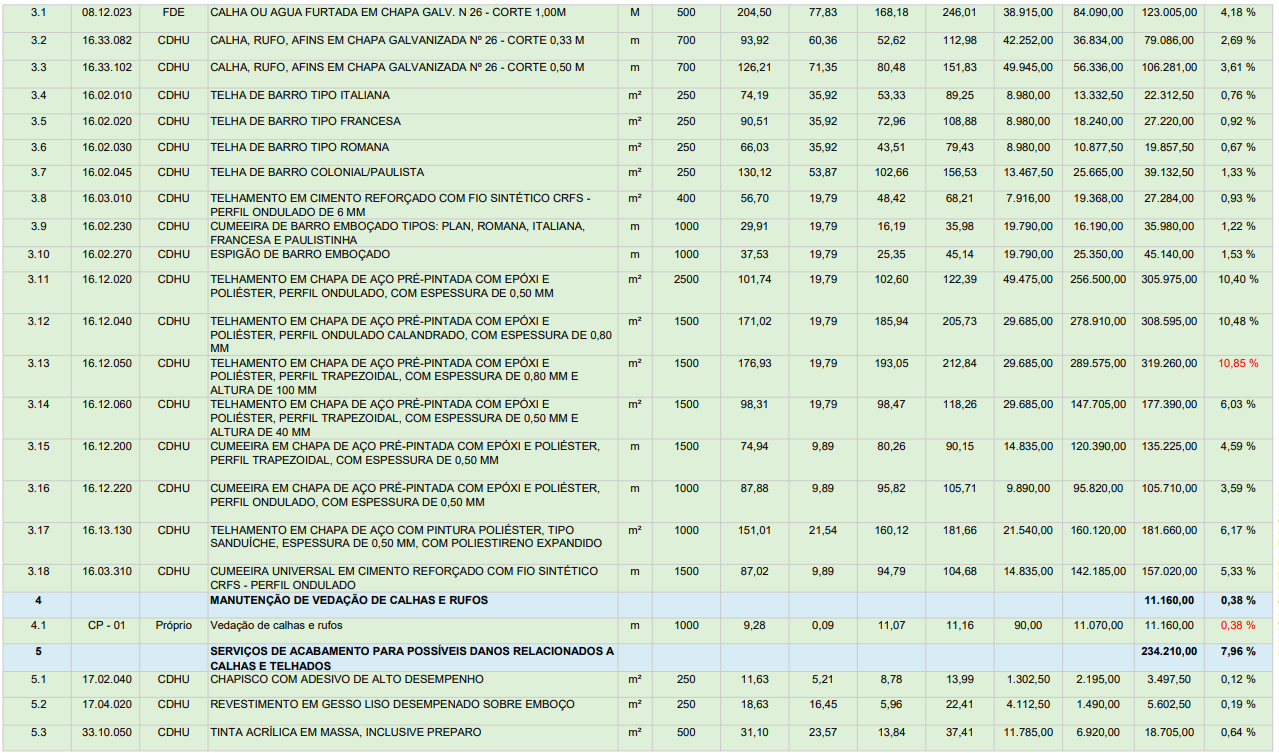 3.1 08.12.023 FDE CALHA OU AGUA FURTADA EM CHAPA GALV. N 26 - CORTE 1,00M M 500 204,50 77,83 168,18 246,01 38.915,00 84.090,00 123.005,00 4,18 %
3.2 16.33.082 CDHU CALHA, RUFO, AFINS EM CHAPA GALVANIZADA Nº 26 - CORTE 0,33 M m 700 93,92 60,36 52,62 112,98 42.252,00 36.834,00 79.086,00 2,69 %
3.3 16.33.102 CDHU CALHA, RUFO, AFINS EM CHAPA GALVANIZADA Nº 26 - CORTE 0,50 M m 700 126,21 71,35 80,48 151,83 49.945,00 56.336,00 106.281,00 3,61 %
3.4 16.02.010 CDHU TELHA DE BARRO TIPO ITALIANA m² 250 74,19 35,92 53,33 89,25 8.980,00 13.332,50 22.312,50 0,76 %
3.5 16.02.020 CDHU TELHA DE BARRO TIPO FRANCESA m² 250 90,51 35,92 72,96 108,88 8.980,00 18.240,00 27.220,00 0,92 %
3.6 16.02.030 CDHU TELHA DE BARRO TIPO ROMANA m² 250 66,03 35,92 43,51 79,43 8.980,00 10.877,50 19.857,50 0,67 %
3.7 16.02.045 CDHU TELHA DE BARRO COLONIAL/PAULISTA m² 250 130,12 53,87 102,66 156,53 13.467,50 25.665,00 39.132,50 1,33 %
3.8 16.03.010 CDHU TELHAMENTO EM CIMENTO REFORÇADO COM FIO SINTÉTICO CRFS - m² 400 56,70 19,79 48,42 68,21 7.916,00 19.368,00 27.284,00 0,93 %
PERFIL ONDULADO DE 6 MM
3.9 16.02.230 CDHU CUMEEIRA DE BARRO EMBOÇADO TIPOS: PLAN, ROMANA, ITALIANA, m 1000 29,91 19,79 16,19 35,98 19.790,00 16.190,00 35.980,00 1,22 %
FRANCESA E PAULISTINHA
3.10 16.02.270 CDHU ESPIGÃO DE BARRO EMBOÇADO m 1000 37,53 19,79 25,35 45,14 19.790,00 25.350,00 45.140,00 1,53 %
3.11 16.12.020 CDHU TELHAMENTO EM CHAPA DE AÇO PRÉ-PINTADA COM EPÓXI E m² 2500 101,74 19,79 102,60 122,39 49.475,00 256.500,00 305.975,00 10,40 %
POLIÉSTER, PERFIL ONDULADO, COM ESPESSURA DE 0,50 MM
3.12 16.12.040 CDHU TELHAMENTO EM CHAPA DE AÇO PRÉ-PINTADA COM EPÓXI E m² 1500 171,02 19,79 185,94 205,73 29.685,00 278.910,00 308.595,00 10,48 %
POLIÉSTER, PERFIL ONDULADO CALANDRADO, COM ESPESSURA DE 0,80
MM
3.13 16.12.050 CDHU TELHAMENTO EM CHAPA DE AÇO PRÉ-PINTADA COM EPÓXI E m² 1500 176,93 19,79 193,05 212,84 29.685,00 289.575,00 319.260,00 10,85 %
POLIÉSTER, PERFIL TRAPEZOIDAL, COM ESPESSURA DE 0,80 MM E
ALTURA DE 100 MM
3.14 16.12.060 CDHU TELHAMENTO EM CHAPA DE AÇO PRÉ-PINTADA COM EPÓXI E m² 1500 98,31 19,79 98,47 118,26 29.685,00 147.705,00 177.390,00 6,03 %
POLIÉSTER, PERFIL TRAPEZOIDAL, COM ESPESSURA DE 0,50 MM E
ALTURA DE 40 MM
3.15 16.12.200 CDHU CUMEEIRA EM CHAPA DE AÇO PRÉ-PINTADA COM EPÓXI E POLIÉSTER, m 1500 74,94 9,89 80,26 90,15 14.835,00 120.390,00 135.225,00 4,59 %
PERFIL TRAPEZOIDAL, COM ESPESSURA DE 0,50 MM
3.16 16.12.220 CDHU CUMEEIRA EM CHAPA DE AÇO PRÉ-PINTADA COM EPÓXI E POLIÉSTER, m 1000 87,88 9,89 95,82 105,71 9.890,00 95.820,00 105.710,00 3,59 %
PERFIL ONDULADO, COM ESPESSURA DE 0,50 MM
3.17 16.13.130 CDHU TELHAMENTO EM CHAPA DE AÇO COM PINTURA POLIÉSTER, TIPO m² 1000 151,01 21,54 160,12 181,66 21.540,00 160.120,00 181.660,00 6,17 %
SANDUÍCHE, ESPESSURA DE 0,50 MM, COM POLIESTIRENO EXPANDIDO
3.18 16.03.310 CDHU CUMEEIRA UNIVERSAL EM CIMENTO REFORÇADO COM FIO SINTÉTICO m 1500 87,02 9,89 94,79 104,68 14.835,00 142.185,00 157.020,00 5,33 %
CRFS - PERFIL ONDULADO
4 MANUTENÇÃO DE VEDAÇÃO DE CALHAS E RUFOS 11.160,00 0,38 %
4.1 CP - 01 Próprio Vedação de calhas e rufos m 1000 9,28 0,09 11,07 11,16 90,00 11.070,00 11.160,00 0,38 %
5 SERVIÇOS DE ACABAMENTO PARA POSSÍVEIS DANOS RELACIONADOS A 234.210,00 7,96 %
CALHAS E TELHADOS
5.1 17.02.040 CDHU CHAPISCO COM ADESIVO DE ALTO DESEMPENHO m² 250 11,63 5,21 8,78 13,99 1.302,50 2.195,00 3.497,50 0,12 %
5.2 17.04.020 CDHU REVESTIMENTO EM GESSO LISO DESEMPENADO SOBRE EMBOÇO m² 250 18,63 16,45 5,96 22,41 4.112,50 1.490,00 5.602,50 0,19 %
5.3 33.10.050 CDHU TINTA ACRÍLICA EM MASSA, INCLUSIVE PREPARO m² 500 31,10 23,57 13,84 37,41 11.785,00 6.920,00 18.705,00 0,64 %